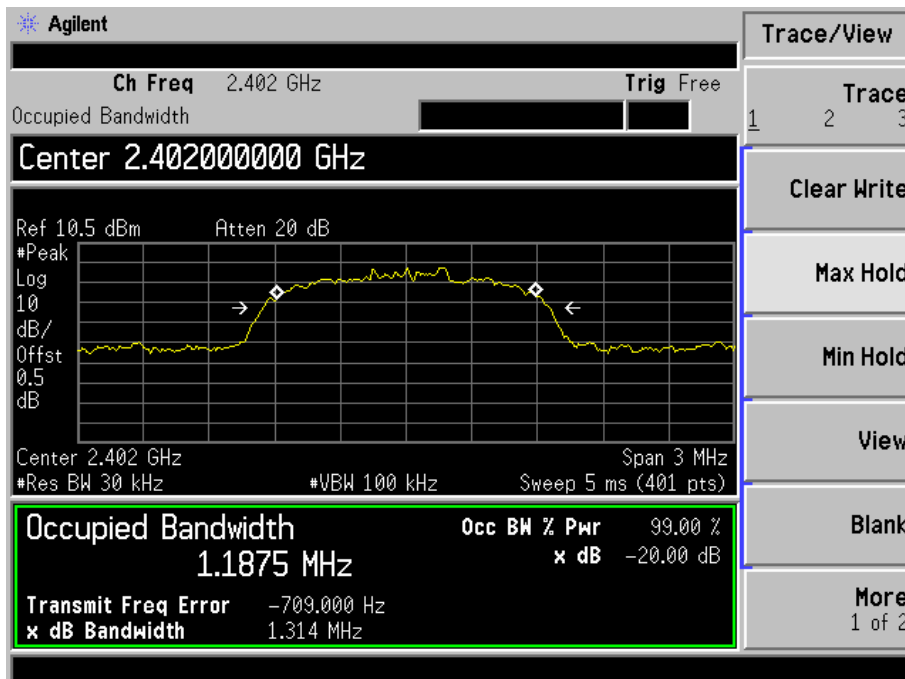 Agilent
Trace/View
Ch Freq 2.402 GHz Trig Free
Occupied Bandwidth
Trace
1 2 3
Center 2.402000000 GHz
Clear Write
Ref 10.5 dBm Atten 20 dB
#Peak
Log
10
dB/
Offst
0.5
dB
Max Hold
Min Hold
Center 2.402 GHz Span 3 MHz
#Res BW 30 kHz #VBW 100 kHz Sweep 5 ms (401 pts)
View
Occupied Bandwidth
1.1875 MHz
Occ BW % Pwr 99.00 %
x dB -20.00 dB
Blank
Transmit Freq Error -709.000 Hz
x dB Bandwidth 1.314 MHz
More
1 of 2